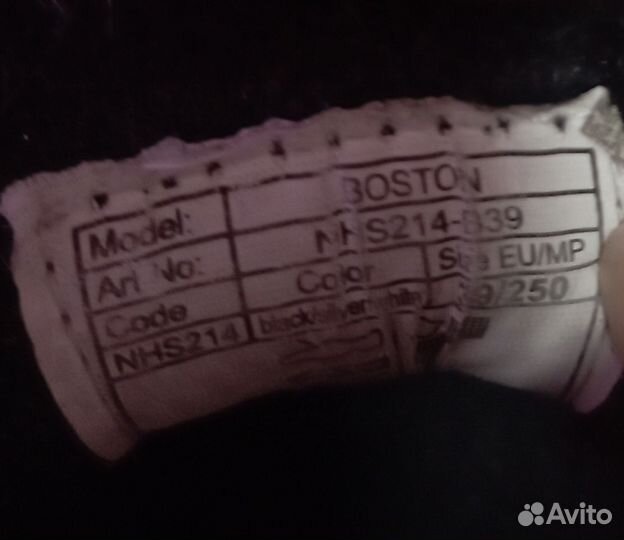 Model: BOSTON
Art No: NHS214-B39
Code Color Size EU/MP
NHS214 black/silver/white 39/250
Avito